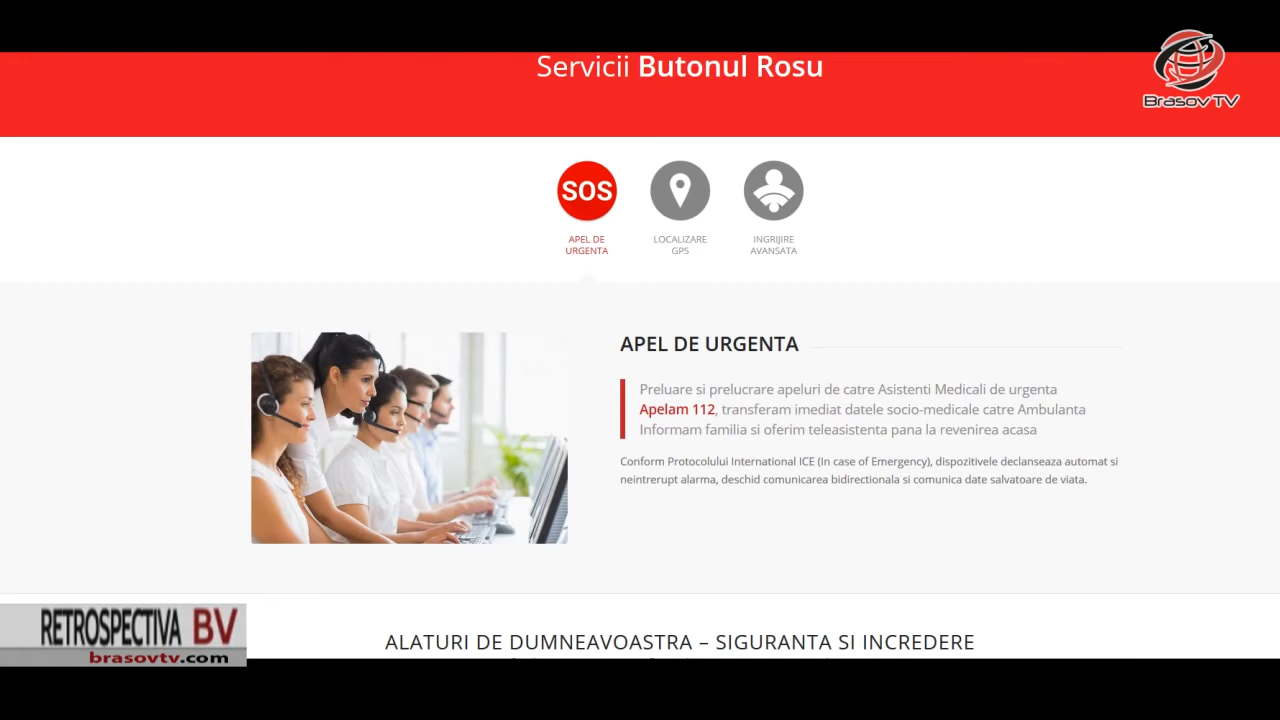 Servicii Butonul Rosu
BrasovTV
SOS
APEL DE
URGENTA
LOCALIZARE
GPS
INGRIJIRE
AVANSATA
APEL DE URGENTA
Preluare si prelucrare apeluri de catre Asistenti Medicali de urgenta
Apelam 112, transferam imediat datele socio-medicale catre Ambulanta
Informam familia si oferim teleasistenta pana la revenirea acasa
Conform Protocolului International ICE (In case of Emergency), dispozitivele declanseaza automat si
neintrerupt alarma, deschid comunicarea bidirectionala si comunica date salvatoare de viata.
RETROSPECTIVA BV
brasovtv.com
ALATURI DE DUMNEAVOASTRA – SIGURANTA SI INCREDERE